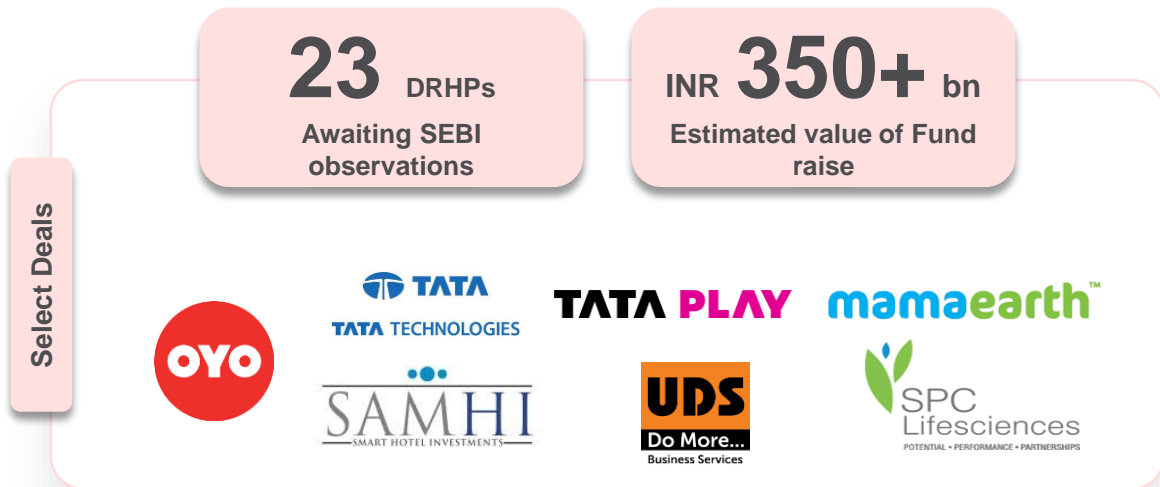 23 DRHPs
Awaiting SEBI
observations
INR 350+ bn
Estimated value of Fund
raise
Select Deals
OYO
TATA
TATA TECHNOLOGIES
SAMHI
SMART HOTEL INVESTMENTS
TATA PLAY
UDS
Do More...
Business Services
mamaearth™
SPC
Lifesciences
POTENTIAL • PERFORMANCE • PARTNERSHIPS